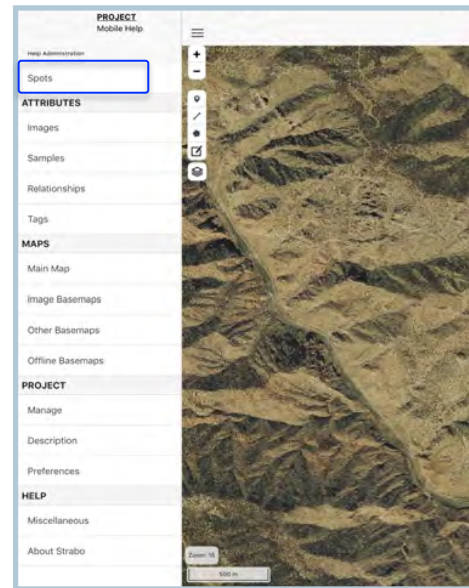 PROJECT
Mobile Help
Help Administration
Spots
ATTRIBUTES
Images
Samples
Relationships
Tags
MAPS
Main Map
Image Basemaps
Other Basemaps
Offline Basemaps
PROJECT
Manage
Description
Preferences
HELP
Miscellaneous
About Strabo
+
−
Zoom: 15
500 m